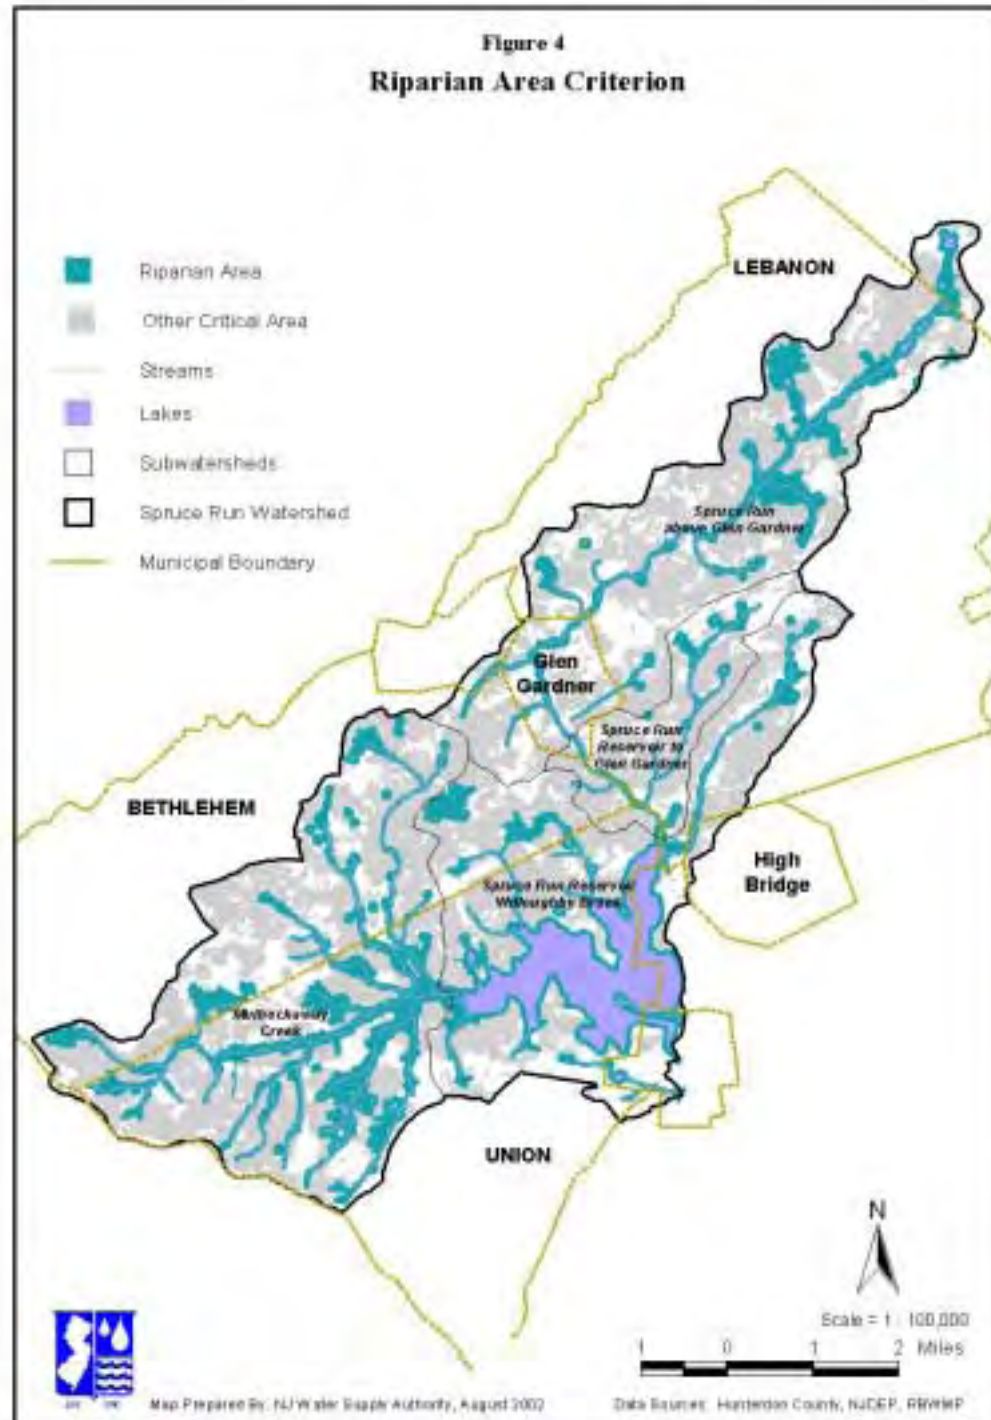 Figure 4
Riparian Area Criterion
LEBANON
Riparian Area
Other Critical Area
Streams
Lakes
Subwatersheds
Spruce Run Watershed
Municipal Boundary
Spruce Run
above Glen Gardner
Glen
Gardner
Spruce Run
Reservoir to
Glen Gardner
BETHLEHEM
High
Bridge
Spruce Run Reservoir
Willoughby Brook
Mulhockaway
Creek
UNION
N
Scale = 1 : 100,000
1 0 1 2 Miles
Map Prepared By: NJ Water Supply Authority, August 2002
Data Sources: Hunterdon County, NJDEP, RBWMP